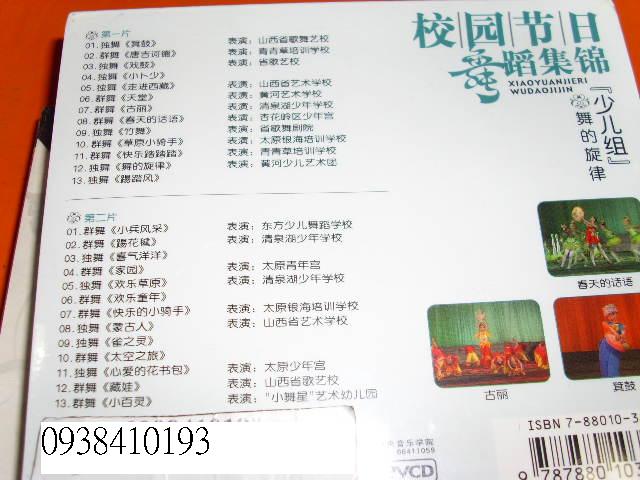 校园节日
舞蹈集锦
XIAOYUANJIERI
WUDAOJIJIN
『少儿组』
舞的旋律
第一片
01. 独舞《箕鼓》 表演：山西省歌舞艺校
02. 群舞《唐古诃德》 表演：青青草培训学校
03. 独舞《戏鼓》 表演：省歌艺校
04. 独舞《小卜少》
05. 独舞《走进西藏》 表演：山西省艺术学校
06. 群舞《天堂》 表演：黄河艺术学校
07. 群舞《古丽》 表演：清泉湖少年学校
08. 群舞《春天的话语》 表演：杏花岭区少年宫
09. 独舞《竹舞》 表演：省歌舞剧院
10. 群舞《草原小骑手》 表演：太原银海培训学校
11. 群舞《快乐踏踏踏》 表演：青青草培训学校
12. 独舞《舞的旋律》 表演：黄河少儿艺术团
13. 独舞《踢踏风》
第二片
01. 群舞《小兵风采》 表演：东方少儿舞蹈学校
02. 群舞《踢花毽》 表演：清泉湖少年学校
03. 独舞《喜气洋洋》
04. 群舞《家园》 表演：太原青年宫
05. 独舞《欢乐草原》 表演：清泉湖少年学校
06. 群舞《欢乐童年》
07. 群舞《快乐的小骑手》 表演：太原银海培训学校
08. 独舞《蒙古人》 表演：山西省艺术学校
09. 独舞《雀之灵》
10. 群舞《太空之旅》
11. 独舞《心爱的花书包》 表演：太原少年宫
12. 群舞《藏娃》 表演：山西省歌艺校
13. 群舞《小百灵》 表演："小舞星"艺术幼儿园
春天的话语
古丽
箕鼓
0938410193
音乐学院
66411059
VCD
ISBN 7-88010-3
9 787880 103